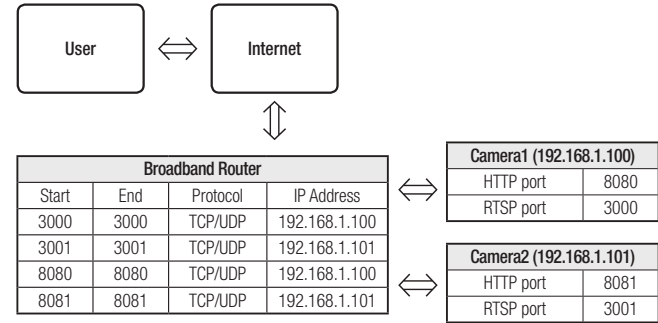 User
Internet
Broadband Router
Start End Protocol IP Address
3000 3000 TCP/UDP 192.168.1.100
3001 3001 TCP/UDP 192.168.1.101
8080 8080 TCP/UDP 192.168.1.100
8081 8081 TCP/UDP 192.168.1.101
Camera1 (192.168.1.100)
HTTP port 8080
RTSP port 3000
Camera2 (192.168.1.101)
HTTP port 8081
RTSP port 3001